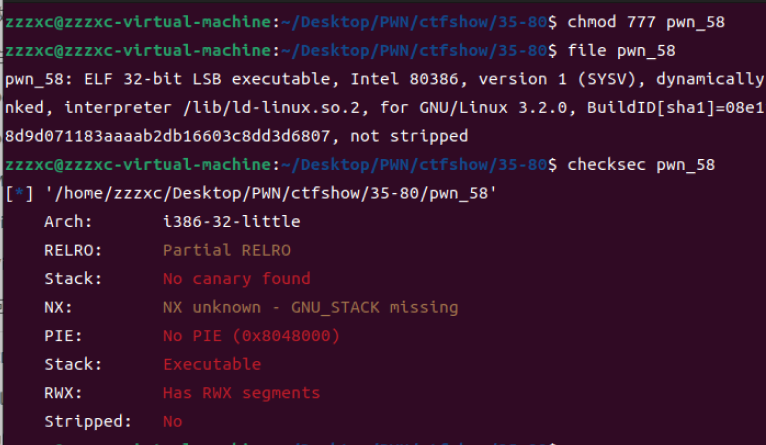 zzzxc@zzzxc-virtual-machine:~/Desktop/PWN/ctfshow/35-80$ chmod 777 pwn_58
zzzxc@zzzxc-virtual-machine:~/Desktop/PWN/ctfshow/35-80$ file pwn_58
pwn_58: ELF 32-bit LSB executable, Intel 80386, version 1 (SYSV), dynamically
nked, interpreter /lib/ld-linux.so.2, for GNU/Linux 3.2.0, BuildID[sha1]=08e1
8d9d071183aaaab2db16603c8dd3d6807, not stripped
zzzxc@zzzxc-virtual-machine:~/Desktop/PWN/ctfshow/35-80$ checksec pwn_58
[*] '/home/zzzxc/Desktop/PWN/ctfshow/35-80/pwn_58'
    Arch:       i386-32-little
    RELRO:      Partial RELRO
    Stack:      No canary found
    NX:         NX unknown - GNU_STACK missing
    PIE:        No PIE (0x8048000)
    Stack:      Executable
    RWX:        Has RWX segments
    Stripped:   No